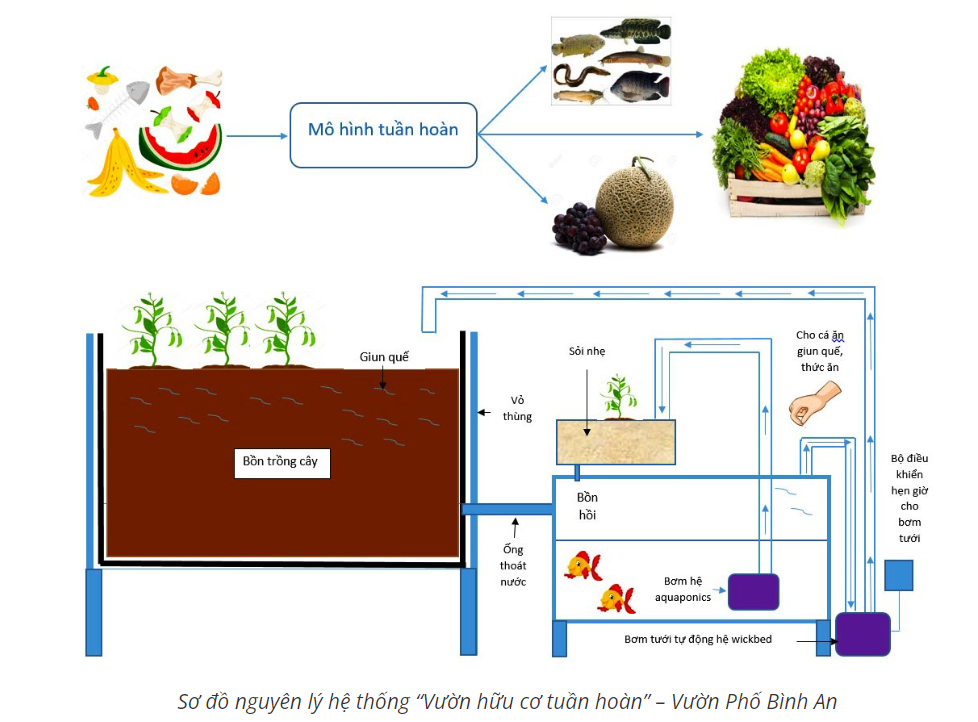 Mô hình tuần hoàn
Giun quế
Vỏ
thùng
Bồn trồng cây
Ống
thoát
nước
Sỏi nhẹ
Bồn
hồi
Bơm hệ
aquaponics
Bơm tưới tự động hệ wickbed
Cho cá ăn
giun quế,
thức ăn
Bộ điều
khiển
hẹn giờ
cho
bơm
tưới
Sơ đồ nguyên lý hệ thống “Vườn hữu cơ tuần hoàn” – Vườn Phố Bình An